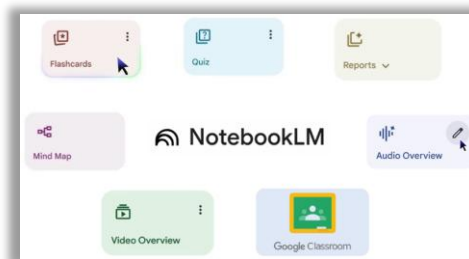 Flashcards
Quiz
Reports
Mind Map
NotebookLM
Audio Overview
Video Overview
Google Classroom